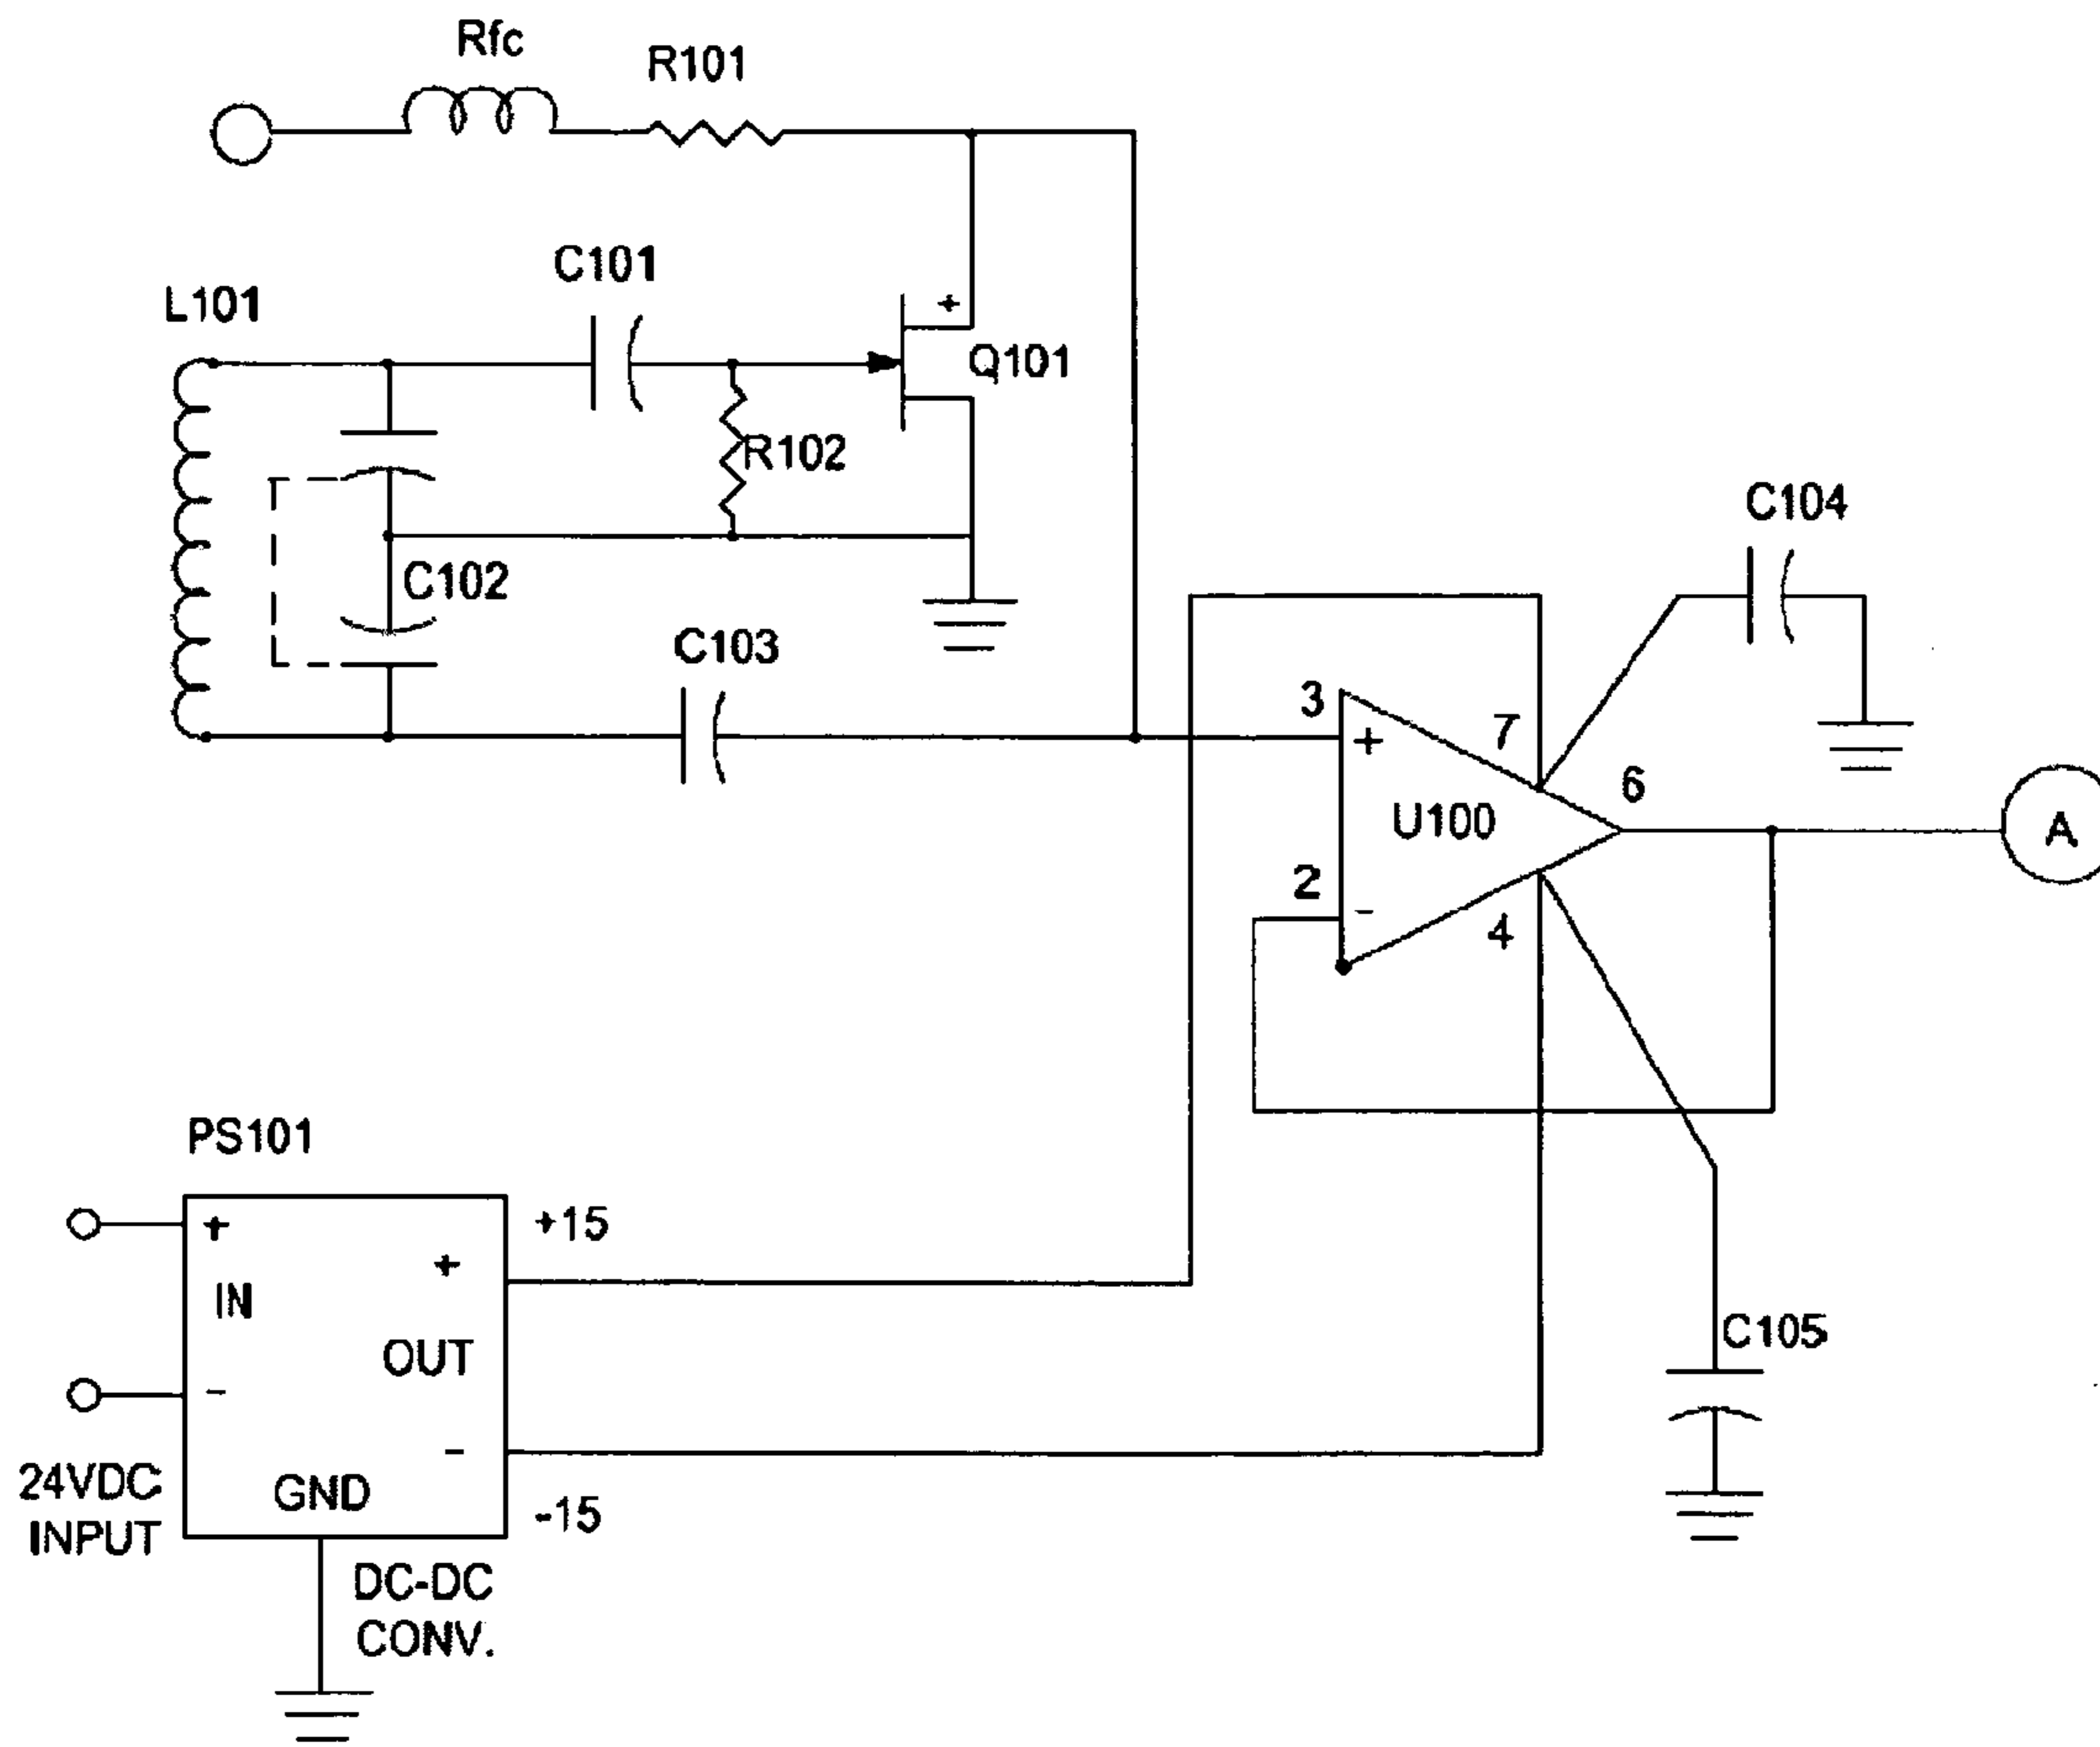 Rfc
R101
C101
L101
+
Q101
R102
C102
C103
C104
3
+
7
6
U100
A
2
-
4
PS101
+
+15
+
IN
OUT
-
-
24VDC
INPUT
GND
-15
DC-DC
CONV.
C105